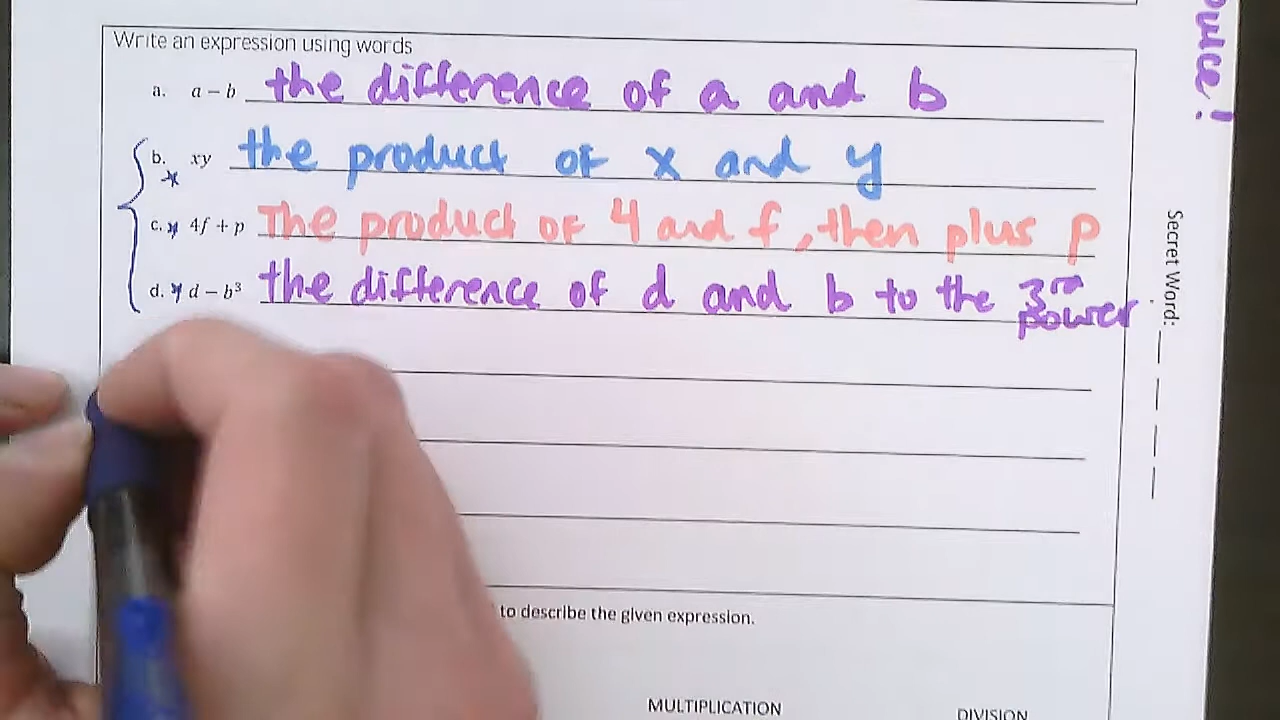 Write an expression using words
a. a – b the difference of a and b
b. xy the product of x and y
c. 4f + p The product of 4 and f, then plus p
d. d – b³ the difference of d and b to the 3rd power
to describe the given expression.
MULTIPLICATION DIVISION
Secret Word: